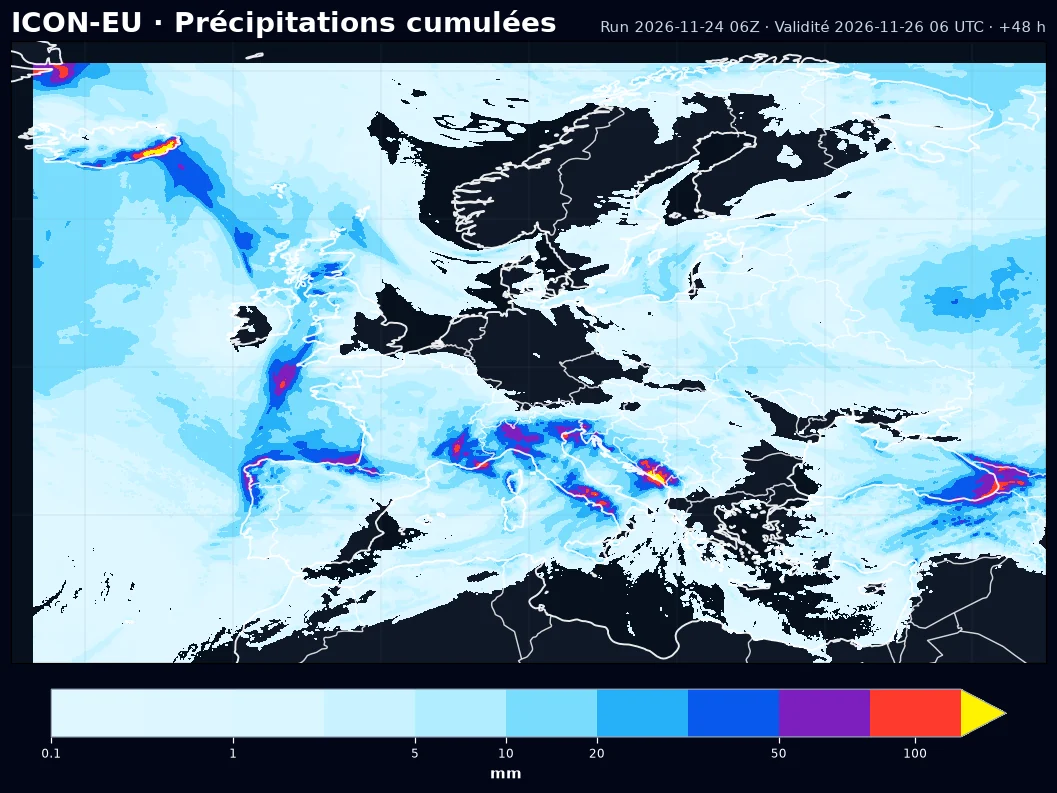 ICON-EU · Précipitations cumulées
Run 2026-11-24 06Z · Validité 2026-11-26 06 UTC · +48 h
0.1 1 5 10 20 50 100
mm